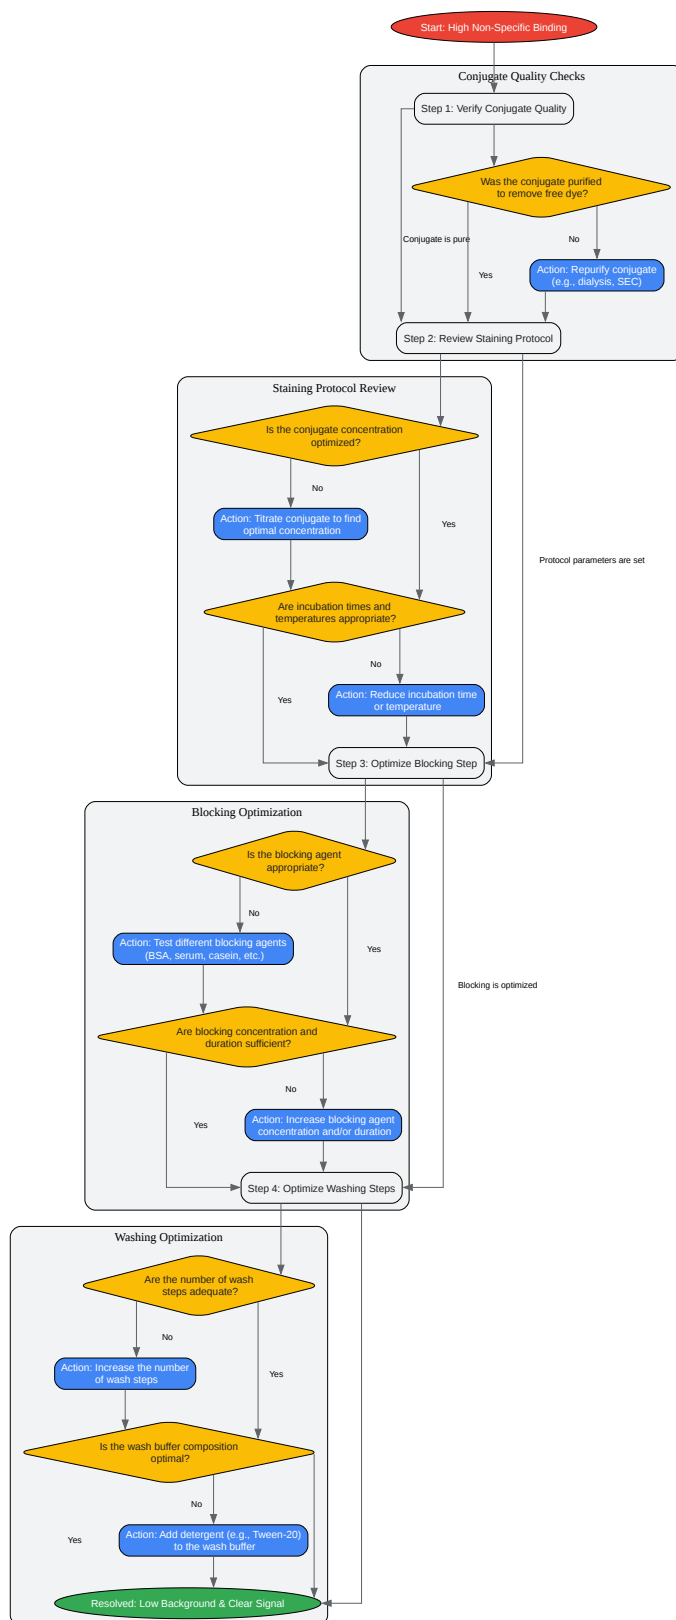 Start: High Non-Specific Binding
Conjugate Quality Checks
Step 1: Verify Conjugate Quality
Was the conjugate purified
to remove free dye?
Conjugate is pure
No
Yes
Action: Repurify conjugate
(e.g., dialysis, SEC)
Step 2: Review Staining Protocol
Staining Protocol Review
Is the conjugate concentration
optimized?
No
Action: Titrate conjugate to find
optimal concentration
Yes
Protocol parameters are set
Are incubation times and
temperatures appropriate?
No
Action: Reduce incubation time
or temperature
Yes
Step 3: Optimize Blocking Step
Blocking Optimization
Is the blocking agent
appropriate?
No
Action: Test different blocking agents
(BSA, serum, casein, etc.)
Yes
Blocking is optimized
Are blocking concentration and
duration sufficient?
No
Action: Increase blocking agent
concentration and/or duration
Yes
Step 4: Optimize Washing Steps
Washing Optimization
Are the number of wash
steps adequate?
No
Action: Increase the number
of wash steps
Yes
Is the wash buffer composition
optimal?
No
Action: Add detergent (e.g., Tween-20)
to the wash buffer
Yes
Resolved: Low Background & Clear Signal